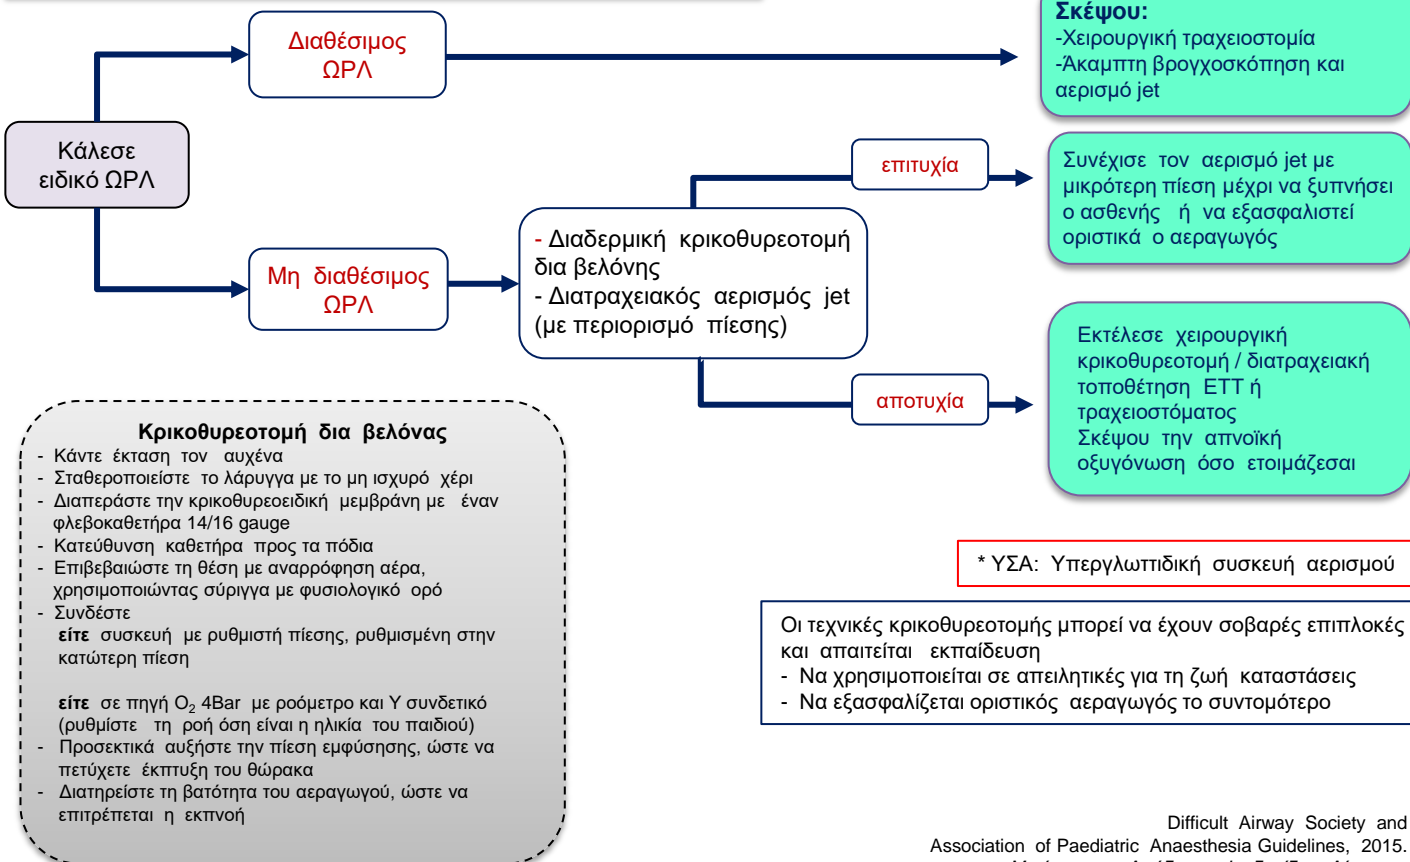 Διαθέσιμος
ΩΡΛ
Σκέψου:
-Χειρουργική τραχειοστομία
-Άκαμπτη βρογχοσκόπηση και
αερισμό jet
Κάλεσε
ειδικό ΩΡΛ
επιτυχία
Συνέχισε τον αερισμό jet με
μικρότερη πίεση μέχρι να ξυπνήσει
ο ασθενής ή να εξασφαλιστεί
οριστικά ο αεραγωγός
Μη διαθέσιμος
ΩΡΛ
- Διαδερμική κρικοθυρεοτομή
δια βελόνης
- Διατραχειακός αερισμός jet
(με περιορισμό πίεσης)
αποτυχία
Εκτέλεσε χειρουργική
κρικοθυρεοτομή / διατραχειακή
τοποθέτηση ΕΤΤ ή
τραχειοστόματος
Σκέψου την απνοϊκή
οξυγόνωση όσο ετοιμάζεσαι
Κρικοθυρεοτομή δια βελόνας
- Κάντε έκταση τον αυχένα
- Σταθεροποιείστε το λάρυγγα με το μη ισχυρό χέρι
- Διαπεράστε την κρικοθυρεοειδική μεμβράνη με έναν
φλεβοκαθετήρα 14/16 gauge
- Κατεύθυνση καθετήρα προς τα πόδια
- Επιβεβαιώστε τη θέση με αναρρόφηση αέρα,
χρησιμοποιώντας σύριγγα με φυσιολογικό ορό
- Συνδέστε
είτε συσκευή με ρυθμιστή πίεσης, ρυθμισμένη στην
κατώτερη πίεση
είτε σε πηγή O₂ 4Bar με ροόμετρο και Υ συνδετικό
(ρυθμίστε τη ροή όση είναι η ηλικία του παιδιού)
- Προσεκτικά αυξήστε την πίεση εμφύσησης, ώστε να
πετύχετε έκπτυξη του θώρακα
- Διατηρείστε τη βατότητα του αεραγωγού, ώστε να
επιτρέπεται η εκπνοή
* ΥΣΑ: Υπεργλωττιδική συσκευή αερισμού
Οι τεχνικές κρικοθυρεοτομής μπορεί να έχουν σοβαρές επιπλοκές
και απαιτείται εκπαίδευση
- Να χρησιμοποιείται σε απειλητικές για τη ζωή καταστάσεις
- Να εξασφαλίζεται οριστικός αεραγωγός το συντομότερο
Difficult Airway Society and
Association of Paediatric Anaesthesia Guidelines, 2015.